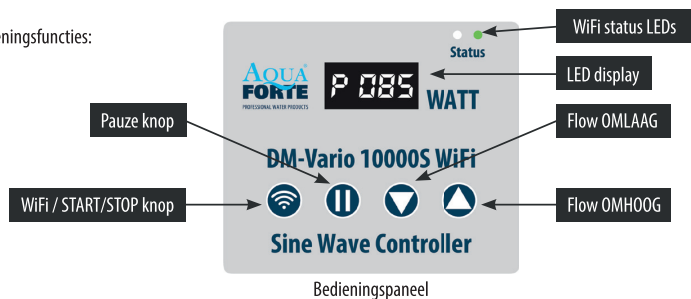 eningsfuncties:
WiFi status LEDs
Status
LED display
AQUA
FORTE
PROFESSIONAL WATER PRODUCTS
P 085
WATT
Pauze knop
Flow OMLAAG
DM-Vario 10000S WiFi
WiFi / START/STOP knop
Flow OMHOOG
Sine Wave Controller
Bedieningspaneel